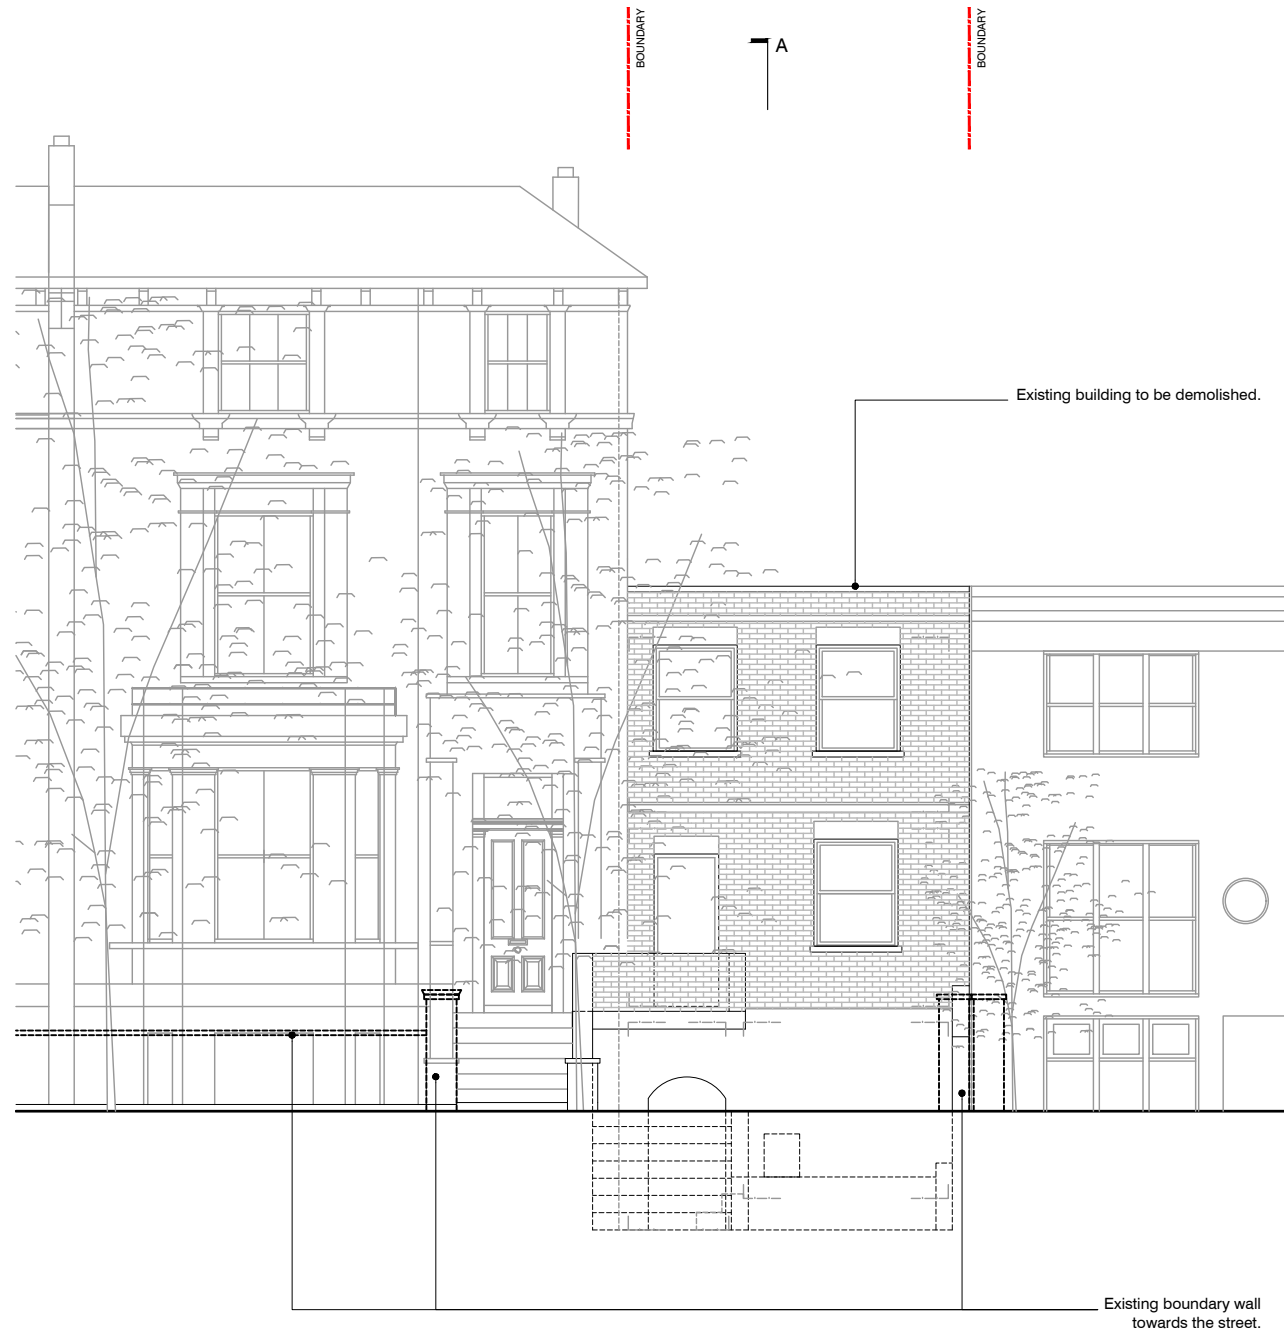 BOUNDARY
A
BOUNDARY
Existing building to be demolished.
Existing boundary wall
towards the street.